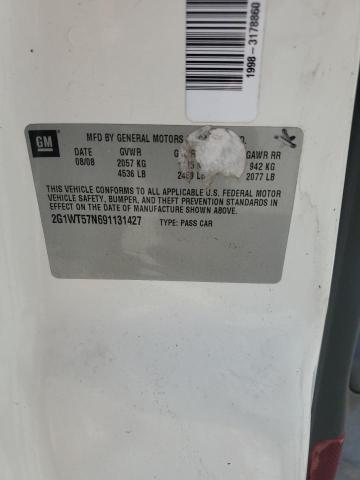 1998-3178860
GM
MFD BY GENERAL MOTORS
DATE GVWR GAWR RR
08/08 2057 KG 942 KG
4536 LB LB 2077 LB
THIS VEHICLE CONFORMS TO ALL APPLICABLE U.S. FEDERAL MOTOR
VEHICLE SAFETY, BUMPER, AND THEFT PREVENTION STANDARDS IN
EFFECT ON THE DATE OF MANUFACTURE SHOWN ABOVE.
2G1WT57N691131427 TYPE: PASS CAR